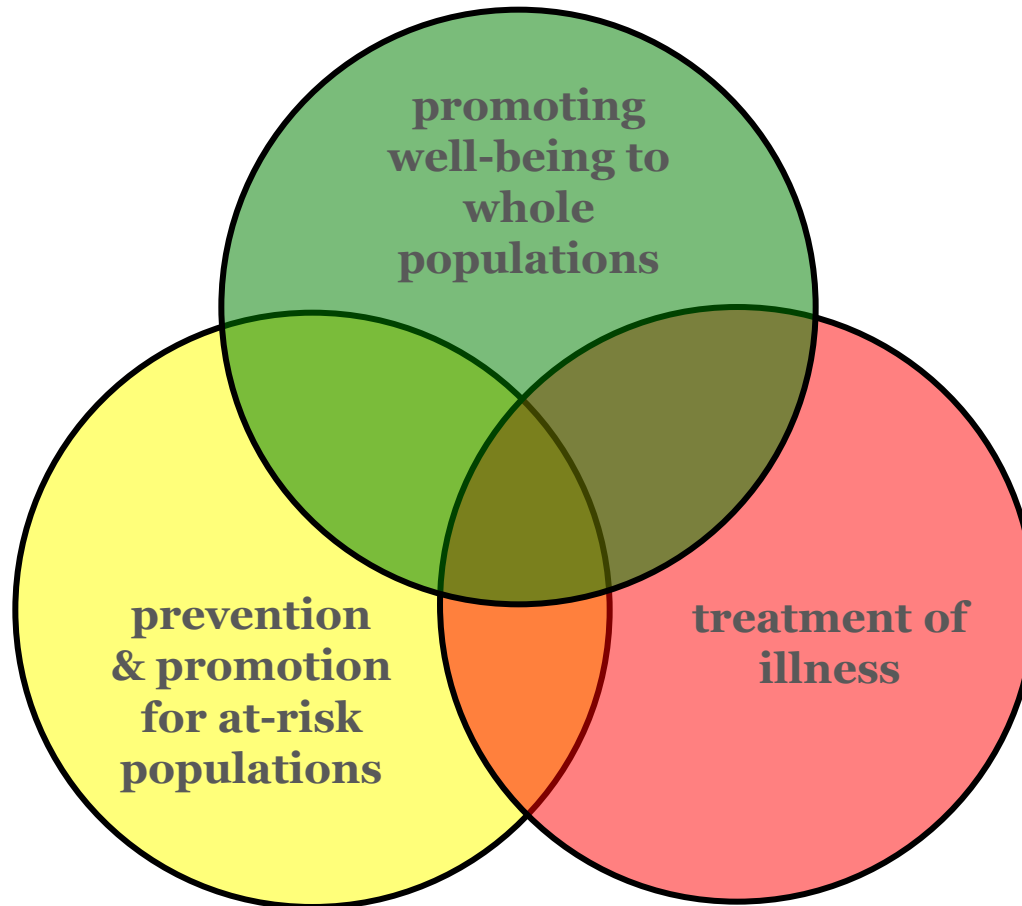 promoting
well-being to
whole
populations
prevention
& promotion
for at-risk
populations
treatment of
illness